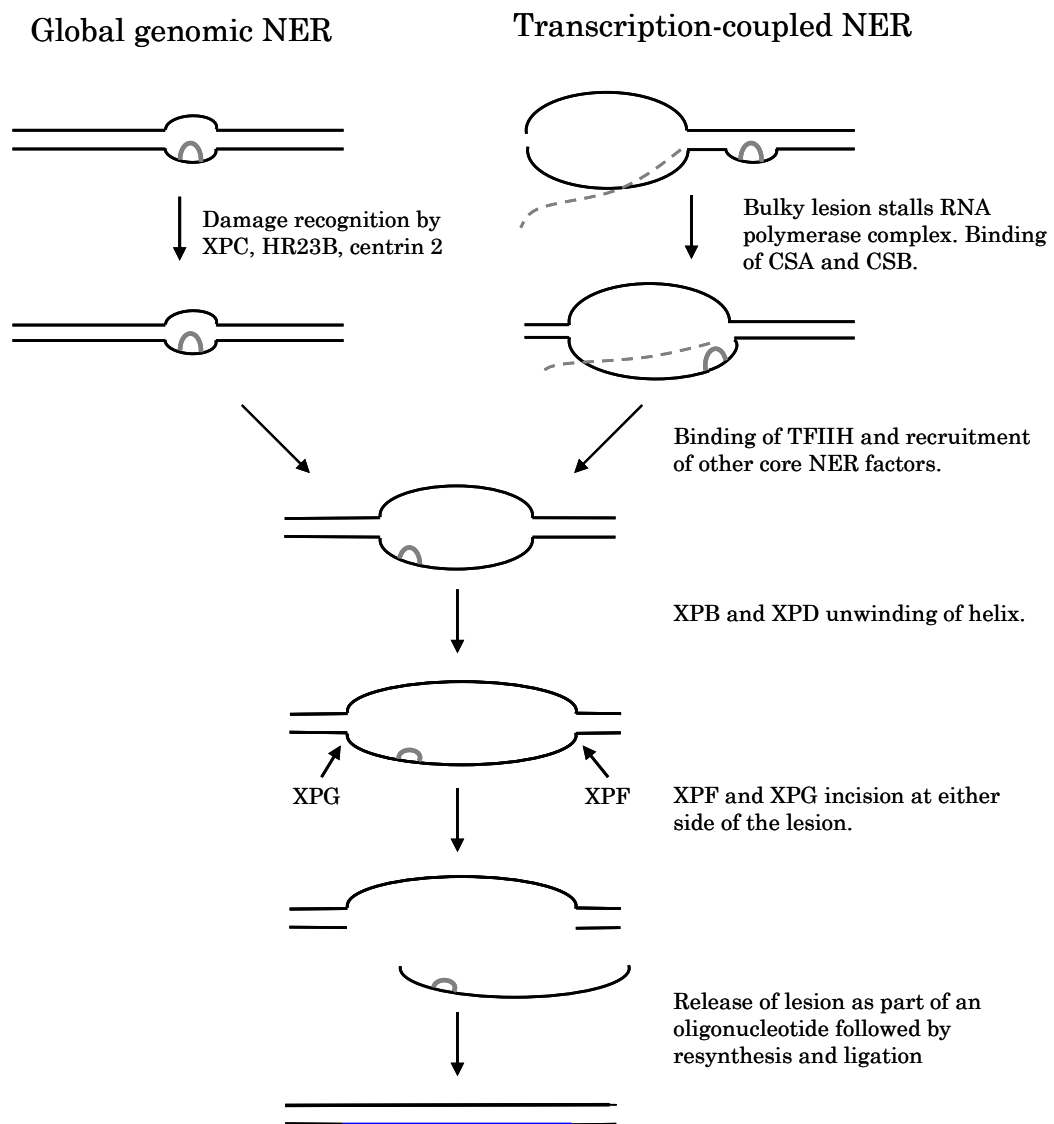 Global genomic NER
Transcription-coupled NER
Damage recognition by
XPC, HR23B, centrin 2
Bulky lesion stalls RNA
polymerase complex. Binding
of CSA and CSB.
Binding of TFIIH and recruitment
of other core NER factors.
XPB and XPD unwinding of helix.
XPG
XPF
XPF and XPG incision at either
side of the lesion.
Release of lesion as part of an
oligonucleotide followed by
resynthesis and ligation